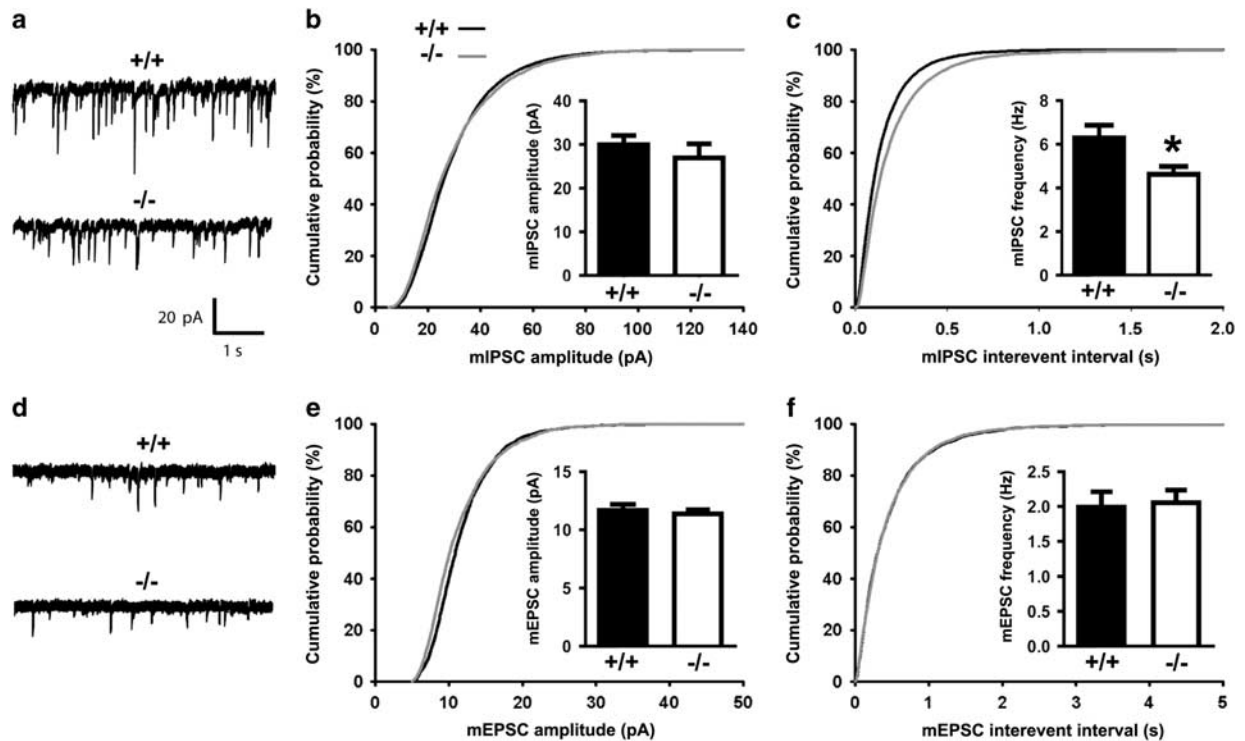 a
+/+
-/-
20 pA
1 s
b
+/+
-/-
Cumulative probability (%)
100
80
60
40
20
0
0 20 40 60 80 100 120 140
mIPSC amplitude (pA)
mIPSC amplitude (pA)
40
30
20
10
0
+/+ -/-
c
Cumulative probability (%)
100
80
60
40
20
0
0.0 0.5 1.0 1.5 2.0
mIPSC interevent interval (s)
mIPSC frequency (Hz)
8
6
4
2
0
*
+/+ -/-
d
+/+
-/-
e
Cumulative probability (%)
100
80
60
40
20
0
0 10 20 30 40 50
mEPSC amplitude (pA)
mEPSC amplitude (pA)
15
10
5
0
+/+ -/-
f
Cumulative probability (%)
100
80
60
40
20
0
0 1 2 3 4 5
mEPSC interevent interval (s)
mEPSC frequency (Hz)
2.5
2.0
1.5
1.0
0.5
0.0
+/+ -/-